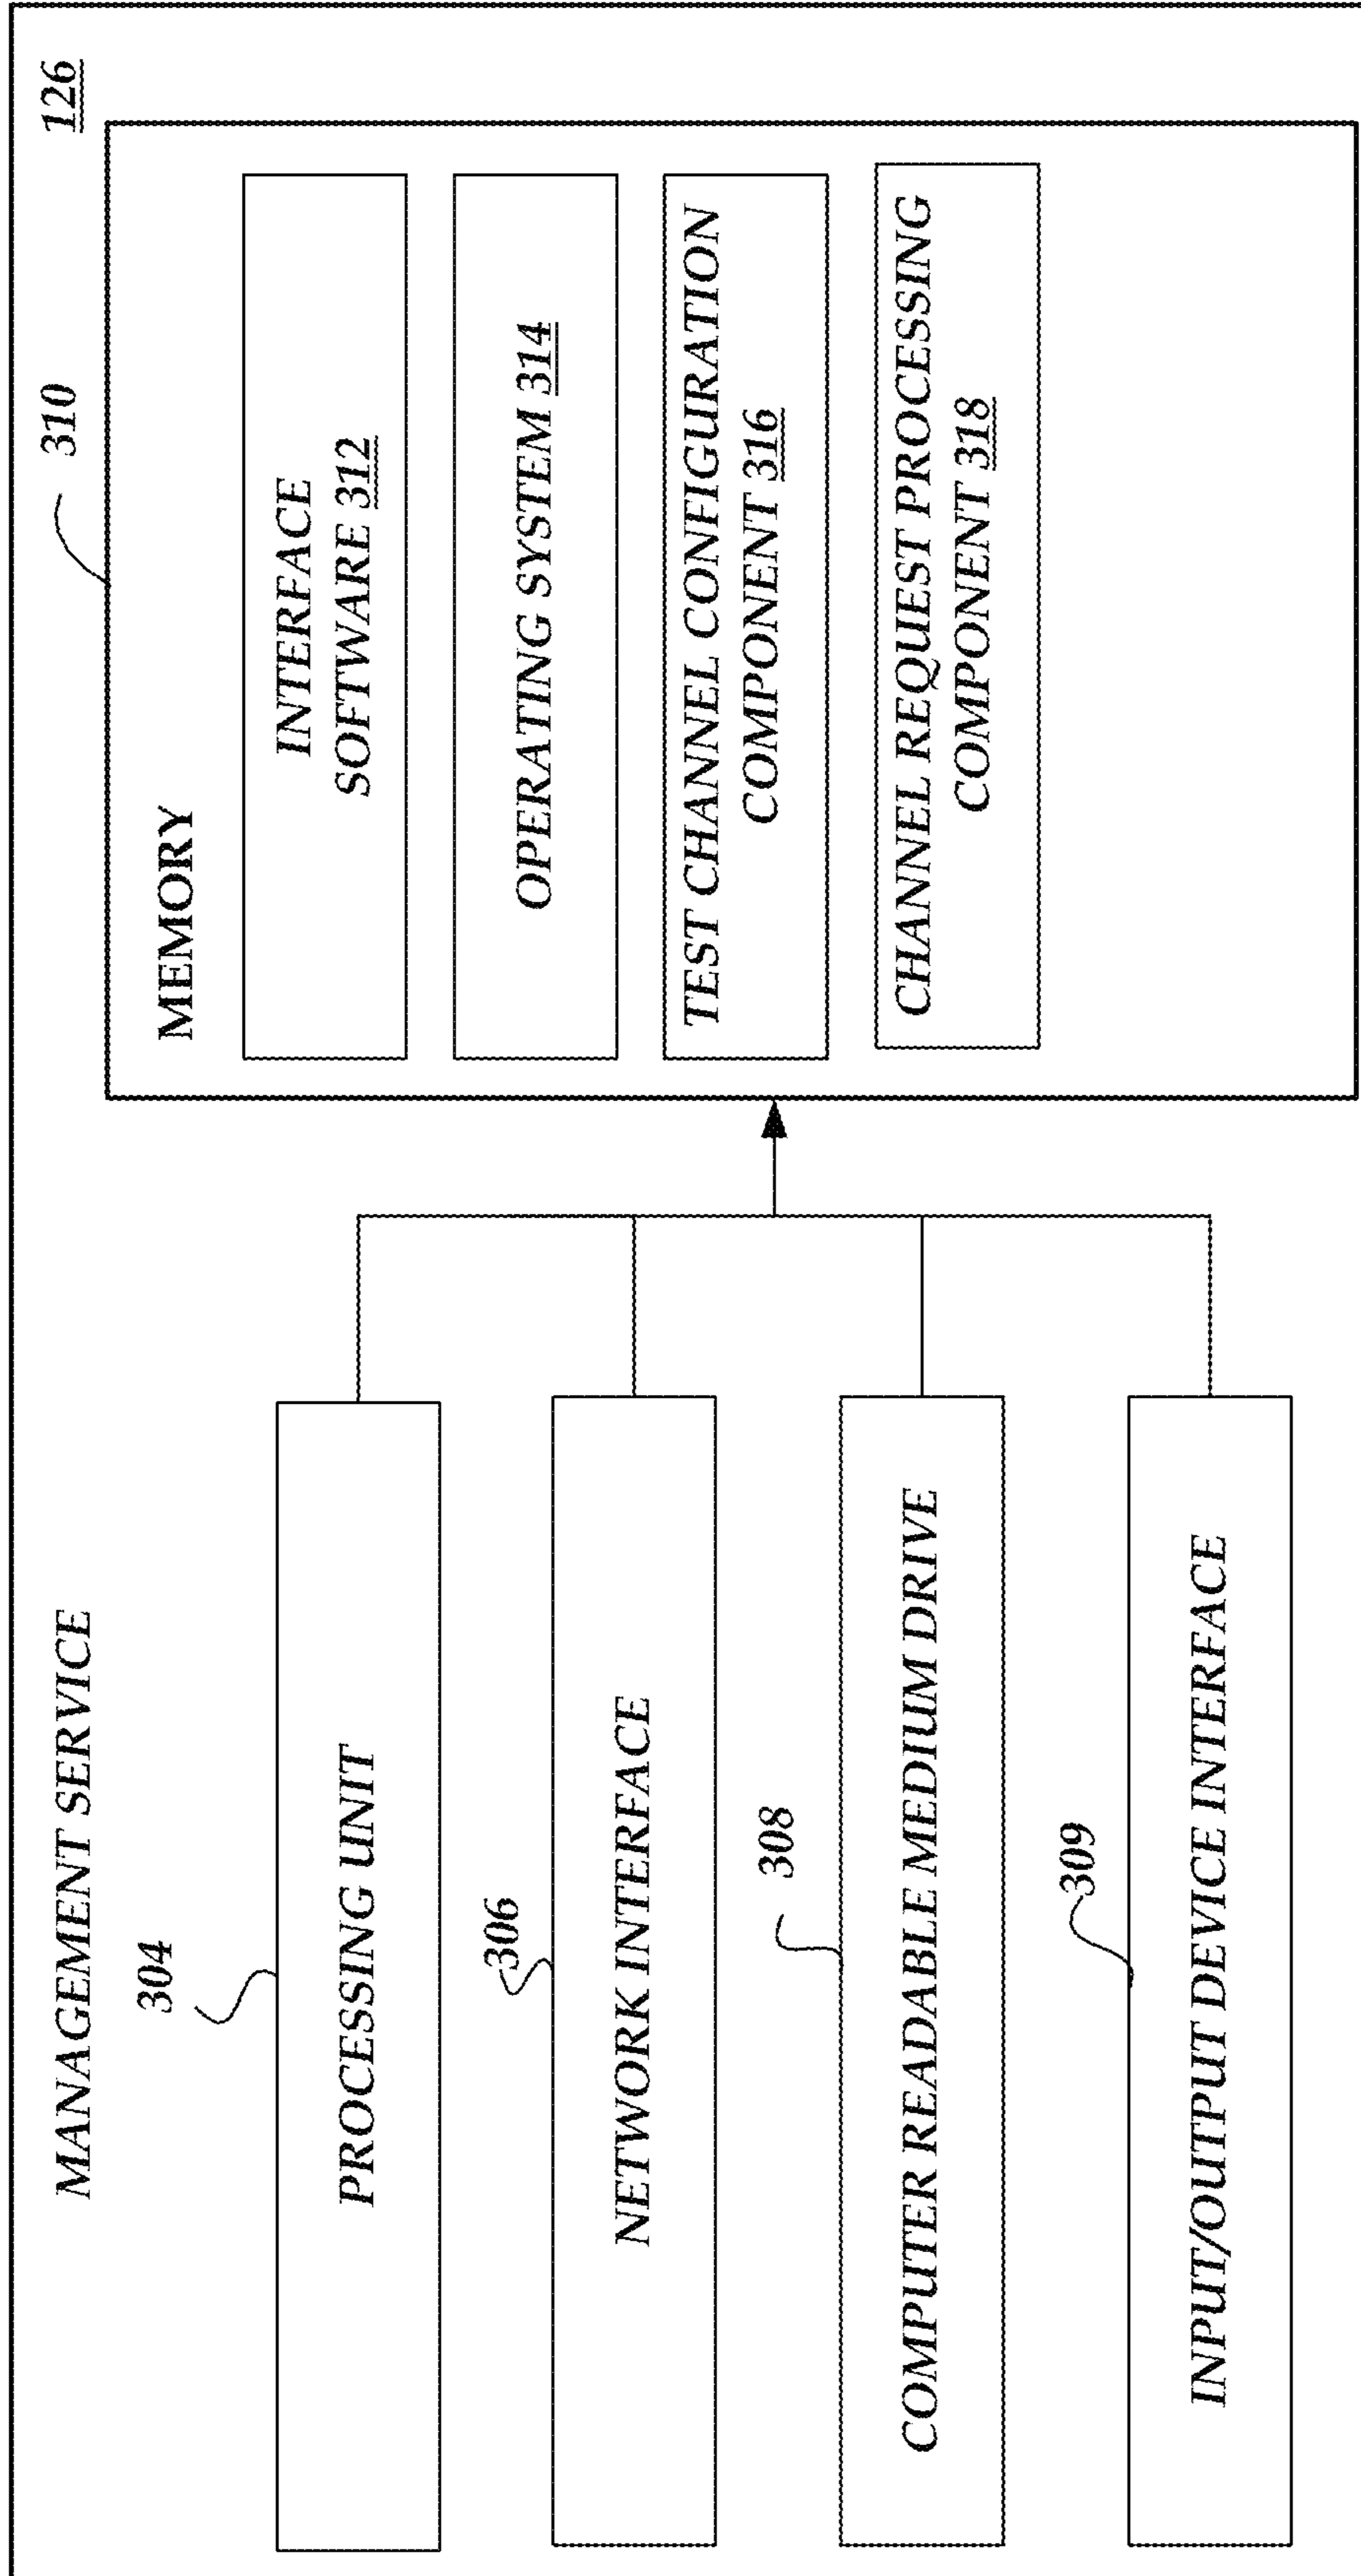 MANAGEMENT SERVICE
126
304
PROCESSING UNIT
306
NETWORK INTERFACE
308
COMPUTER READABLE MEDIUM DRIVE
309
INPUT/OUTPUT DEVICE INTERFACE
310
MEMORY
INTERFACE
SOFTWARE 312
OPERATING SYSTEM 314
TEST CHANNEL CONFIGURATION
COMPONENT 316
CHANNEL REQUEST PROCESSING
COMPONENT 318